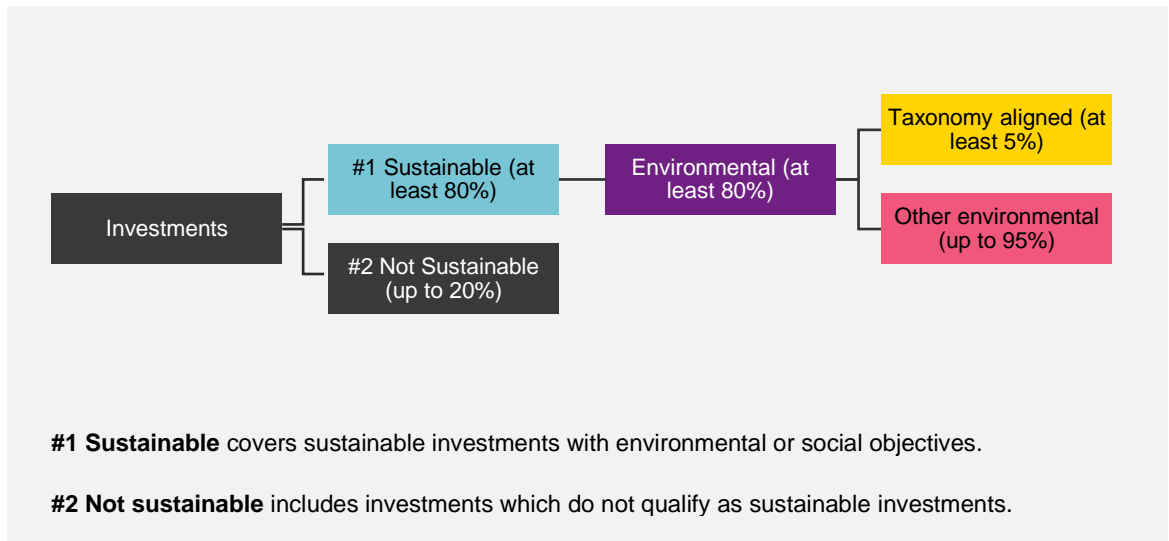 Investments
#1 Sustainable (at
least 80%)
#2 Not Sustainable
(up to 20%)
Environmental (at
least 80%)
Taxonomy aligned (at
least 5%)
Other environmental
(up to 95%)
#1 Sustainable covers sustainable investments with environmental or social objectives.
#2 Not sustainable includes investments which do not qualify as sustainable investments.